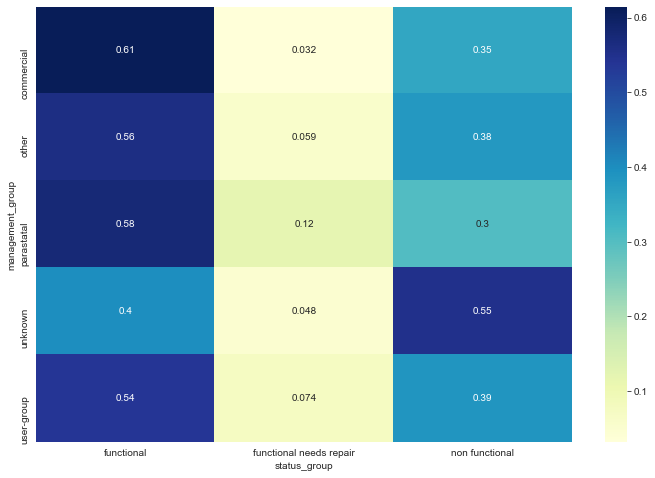 management_group
commercial
0.61
0.032
0.35
other
0.56
0.059
0.38
parastatal
0.58
0.12
0.3
unknown
0.4
0.048
0.55
user-group
0.54
0.074
0.39
functional
functional needs repair
non functional
status_group
0.6
0.5
0.4
0.3
0.2
0.1